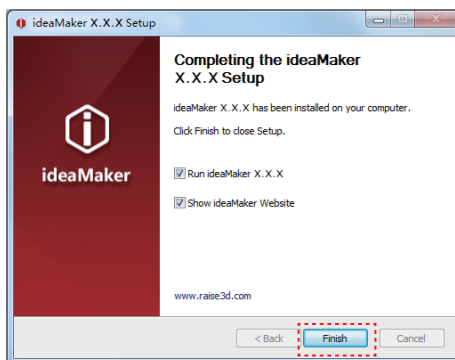 ideaMaker X.X.X Setup
Completing the ideaMaker
X.X.X Setup
ideaMaker X.X.X has been installed on your computer.
Click Finish to close Setup.
ideaMaker
Run ideaMaker X.X.X
Show ideaMaker Website
www.raise3d.com
< Back
Finish
Cancel